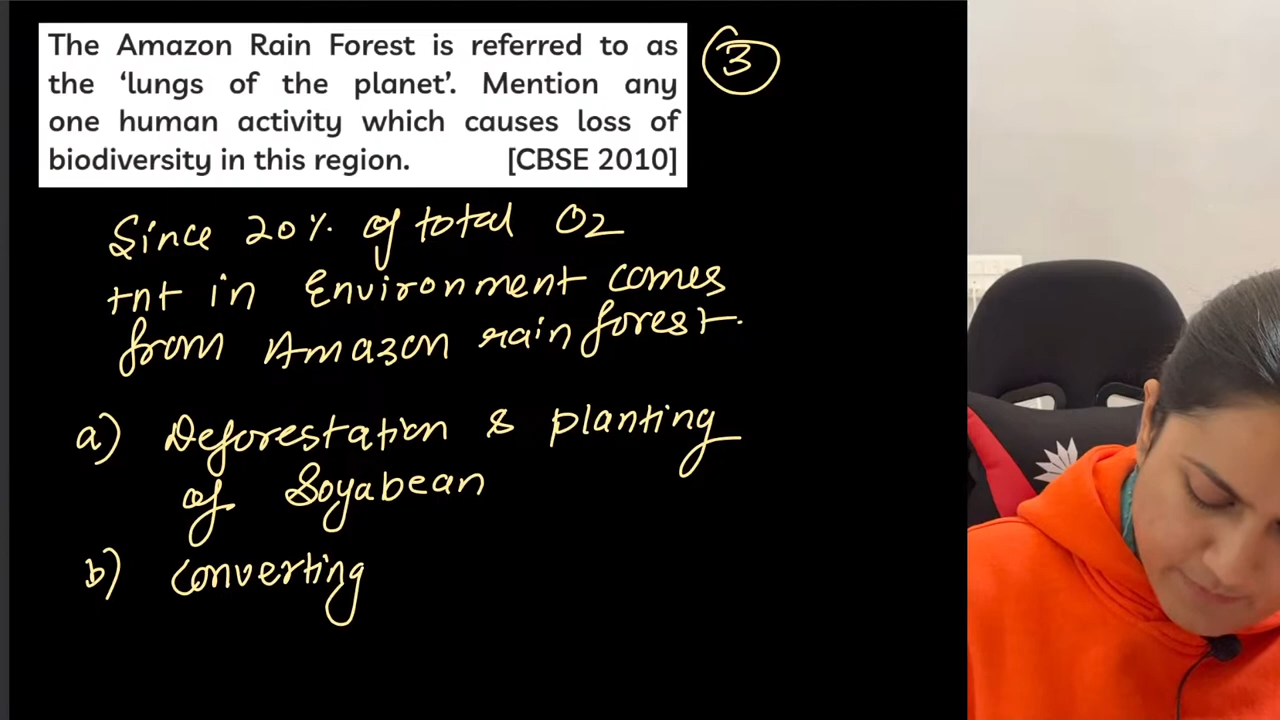 The Amazon Rain Forest is referred to as
the ‘lungs of the planet’. Mention any
one human activity which causes loss of
biodiversity in this region. [CBSE 2010]
3
Since 20% of total O2
tnt in Environment comes
from Amazon rain forest.
a) Deforestation & planting
of Soyabean
b) converting